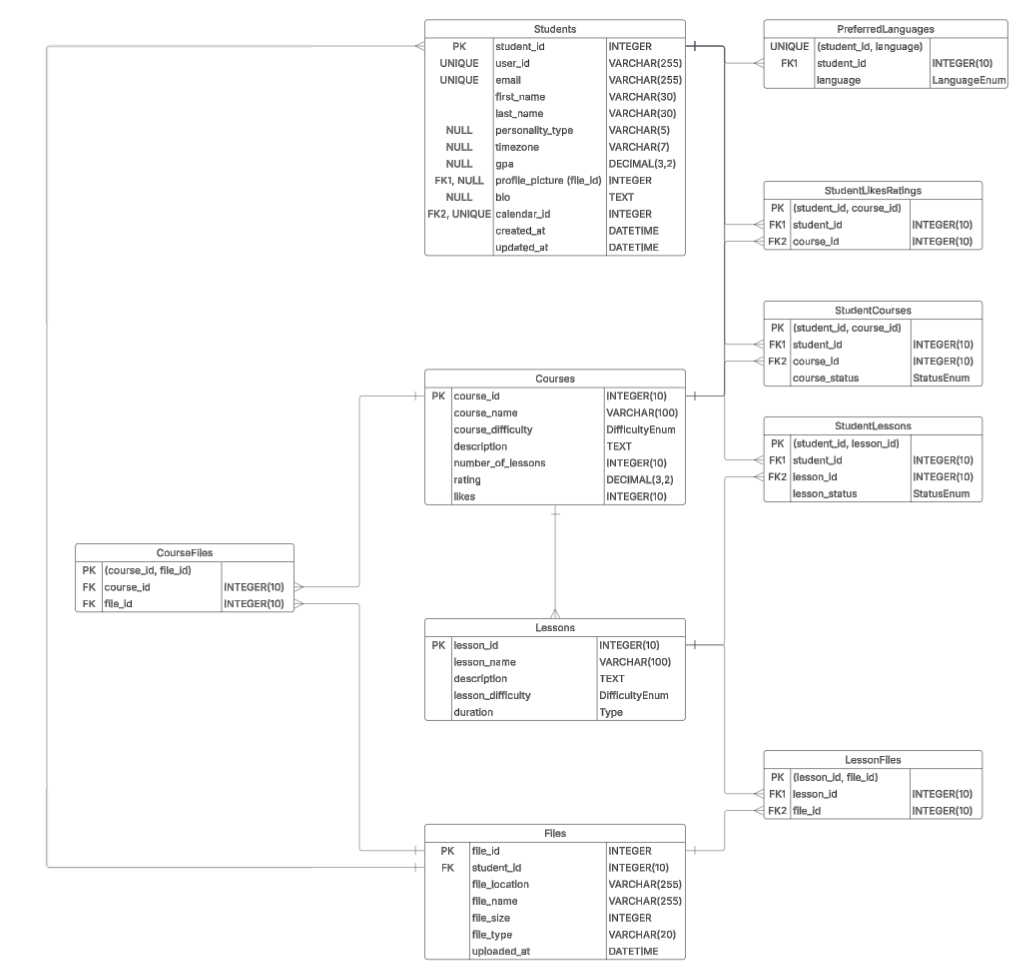 Students
PK student_id INTEGER
UNIQUE user_id VARCHAR(255)
UNIQUE email VARCHAR(255)
first_name VARCHAR(30)
last_name VARCHAR(30)
NULL personality_type VARCHAR(5)
NULL timezone VARCHAR(7)
NULL gpa DECIMAL(3,2)
FK1, NULL profile_picture (file_id) INTEGER
NULL bio TEXT
FK2, UNIQUE calendar_id INTEGER
created_at DATETIME
updated_at DATETIME
PreferredLanguages
UNIQUE (student_id, language)
FK1 student_id INTEGER(10)
language LanguageEnum
StudentLikesRatings
PK (student_id, course_id)
FK1 student_id INTEGER(10)
FK2 course_id INTEGER(10)
StudentCourses
PK (student_id, course_id)
FK1 student_id INTEGER(10)
FK2 course_id INTEGER(10)
course_status StatusEnum
Courses
PK course_id INTEGER(10)
course_name VARCHAR(100)
course_difficulty DifficultyEnum
description TEXT
number_of_lessons INTEGER(10)
rating DECIMAL(3,2)
likes INTEGER(10)
StudentLessons
PK (student_id, lesson_id)
FK1 student_id INTEGER(10)
FK2 lesson_id INTEGER(10)
lesson_status StatusEnum
CourseFiles
PK (course_id, file_id)
FK course_id INTEGER(10)
FK file_id INTEGER(10)
Lessons
PK lesson_id INTEGER(10)
lesson_name VARCHAR(100)
description TEXT
lesson_difficulty DifficultyEnum
duration Type
LessonFiles
PK (lesson_id, file_id)
FK1 lesson_id INTEGER(10)
FK2 file_id INTEGER(10)
Files
PK file_id INTEGER
FK student_id INTEGER(10)
file_location VARCHAR(255)
file_name VARCHAR(255)
file_size INTEGER
file_type VARCHAR(20)
uploaded_at DATETIME